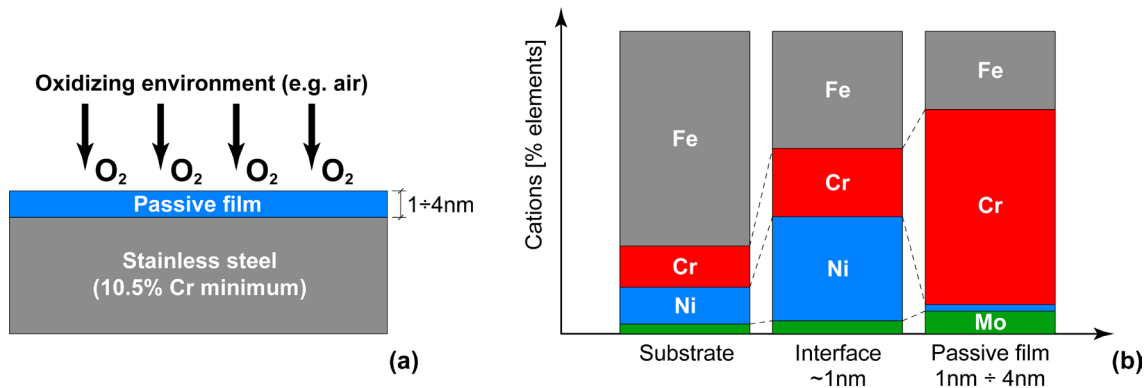 Oxidizing environment (e.g. air)
O₂ O₂ O₂ O₂
Passive film
1÷4nm
Stainless steel
(10.5% Cr minimum)
(a)
Cations [% elements]
Fe
Cr
Ni
Fe
Cr
Ni
Fe
Cr
Mo
Substrate
Interface
~1nm
Passive film
1nm ÷ 4nm
(b)